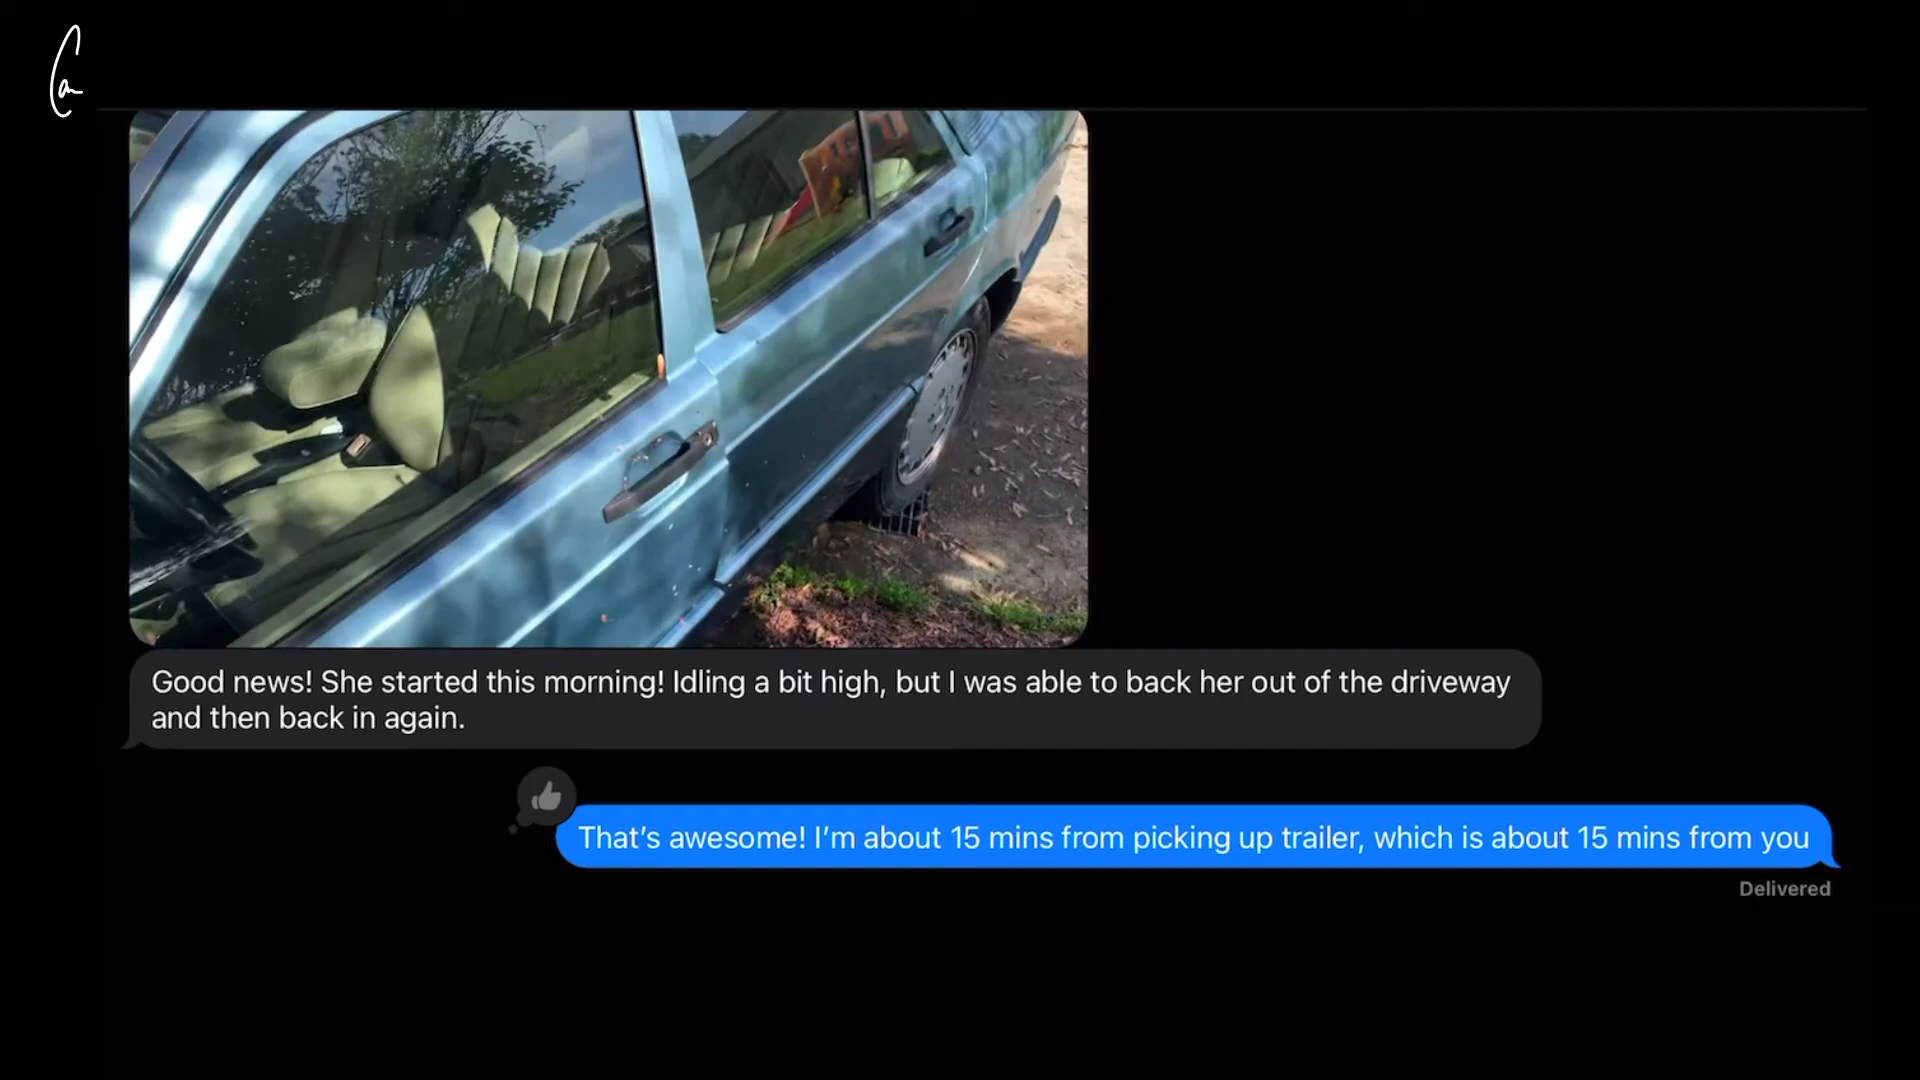 Can
Good news! She started this morning! Idling a bit high, but I was able to back her out of the driveway
and then back in again.
That's awesome! I'm about 15 mins from picking up trailer, which is about 15 mins from you
Delivered